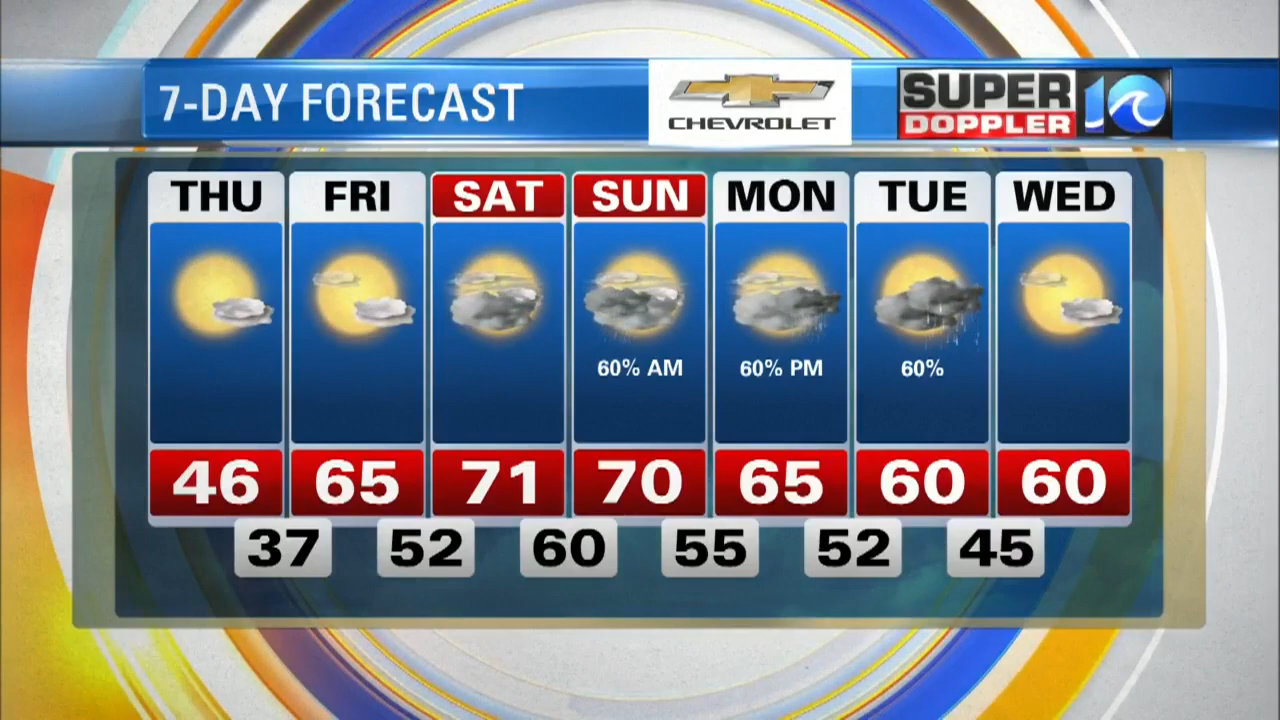 7-DAY FORECAST
CHEVROLET
SUPER
DOPPLER
10
THU FRI SAT SUN MON TUE WED
60% AM 60% PM 60%
46 65 71 70 65 60 60
37 52 60 55 52 45